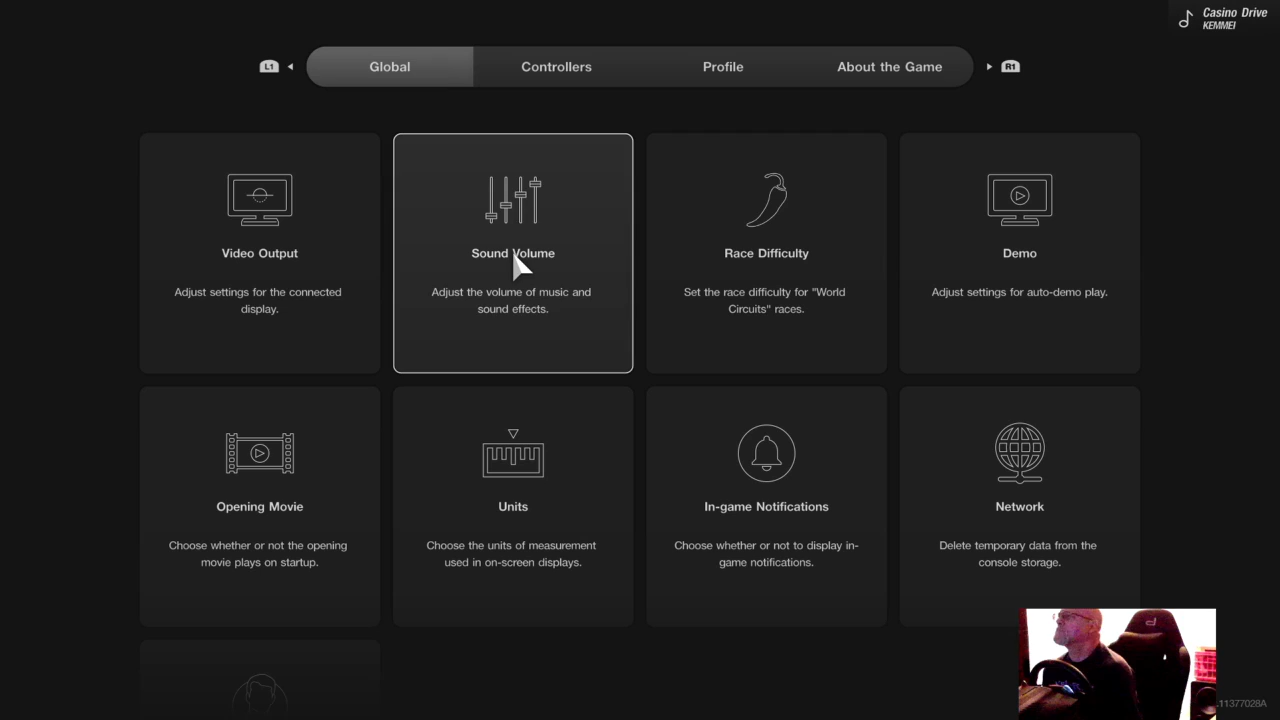 Casino Drive
KEMMEI
L1
Global
Controllers
Profile
About the Game
R1
Video Output
Adjust settings for the connected
display.
Sound Volume
Adjust the volume of music and
sound effects.
Race Difficulty
Set the race difficulty for "World
Circuits" races.
Demo
Adjust settings for auto-demo play.
Opening Movie
Choose whether or not the opening
movie plays on startup.
Units
Choose the units of measurement
used in on-screen displays.
In-game Notifications
Choose whether or not to display in-
game notifications.
Network
Delete temporary data from the
console storage.
.11377028A